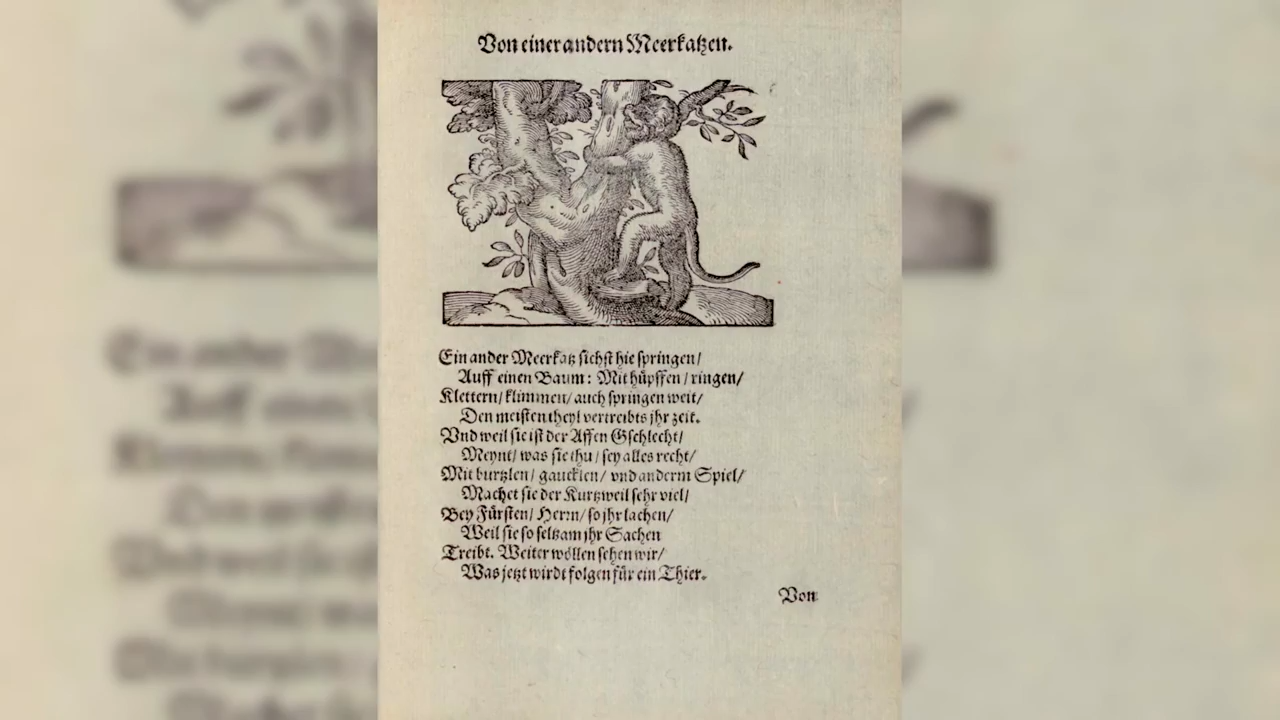 Von einer andern Meerkatzen.
Ein ander Meerkatz sichst hie springen/
Auff einen Baum: Mit hüpffen/ ringen/
Klettern/ klimmen/ auch springen weit/
Den meisten theyl vertreibts jhr zeit.
Vnd weil sie ist der Affen Gschlecht/
Meynt/ was sie thu/ sey alles recht/
Mit burtzlen/ gaucklen/ vnd anderm Spiel/
Machet sie der Kurtzweil sehr viel/
Bey Fürsten/ Herrn/ so jhr lachen/
Weil sie so seltzam jhr Sachen
Treibt. Weiter wöllen sehen wir/
Was jetzt wirdt folgen für ein Thier.
Von